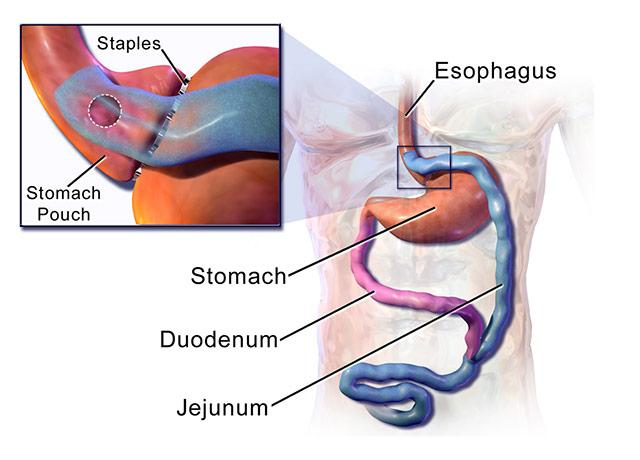 Staples
Esophagus
Stomach
Pouch
Stomach
Duodenum
Jejunum